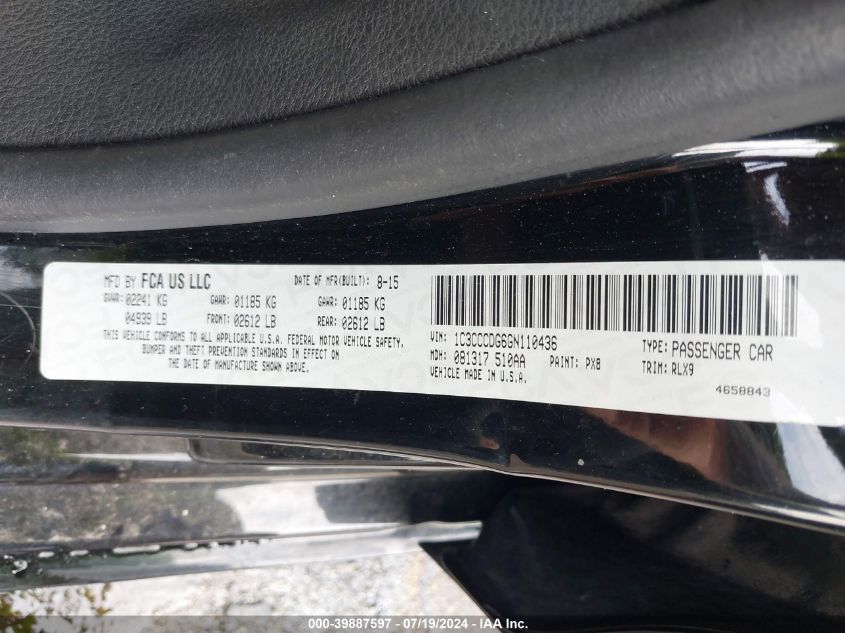 MFD BY FCA US LLC
DATE OF MFR(BUILT): 8-15
GVWR: 02241 KG GAWR: 01185 KG GAWR: 01185 KG
04939 LB FRONT: 02612 LB REAR: 02612 LB
THIS VEHICLE CONFORMS TO ALL APPLICABLE U.S.A. FEDERAL MOTOR VEHICLE SAFETY,
BUMPER AND THEFT PREVENTION STANDARDS IN EFFECT ON
THE DATE OF MANUFACTURE SHOWN ABOVE.
VIN: 1C3CCCDG6GN110436 TYPE: PASSENGER CAR
MDH: 081317 510AA PAINT: PX8 TRIM: RLX9
VEHICLE MADE IN U.S.A.
4658843
000-39887597 - 07/19/2024 - IAA Inc.